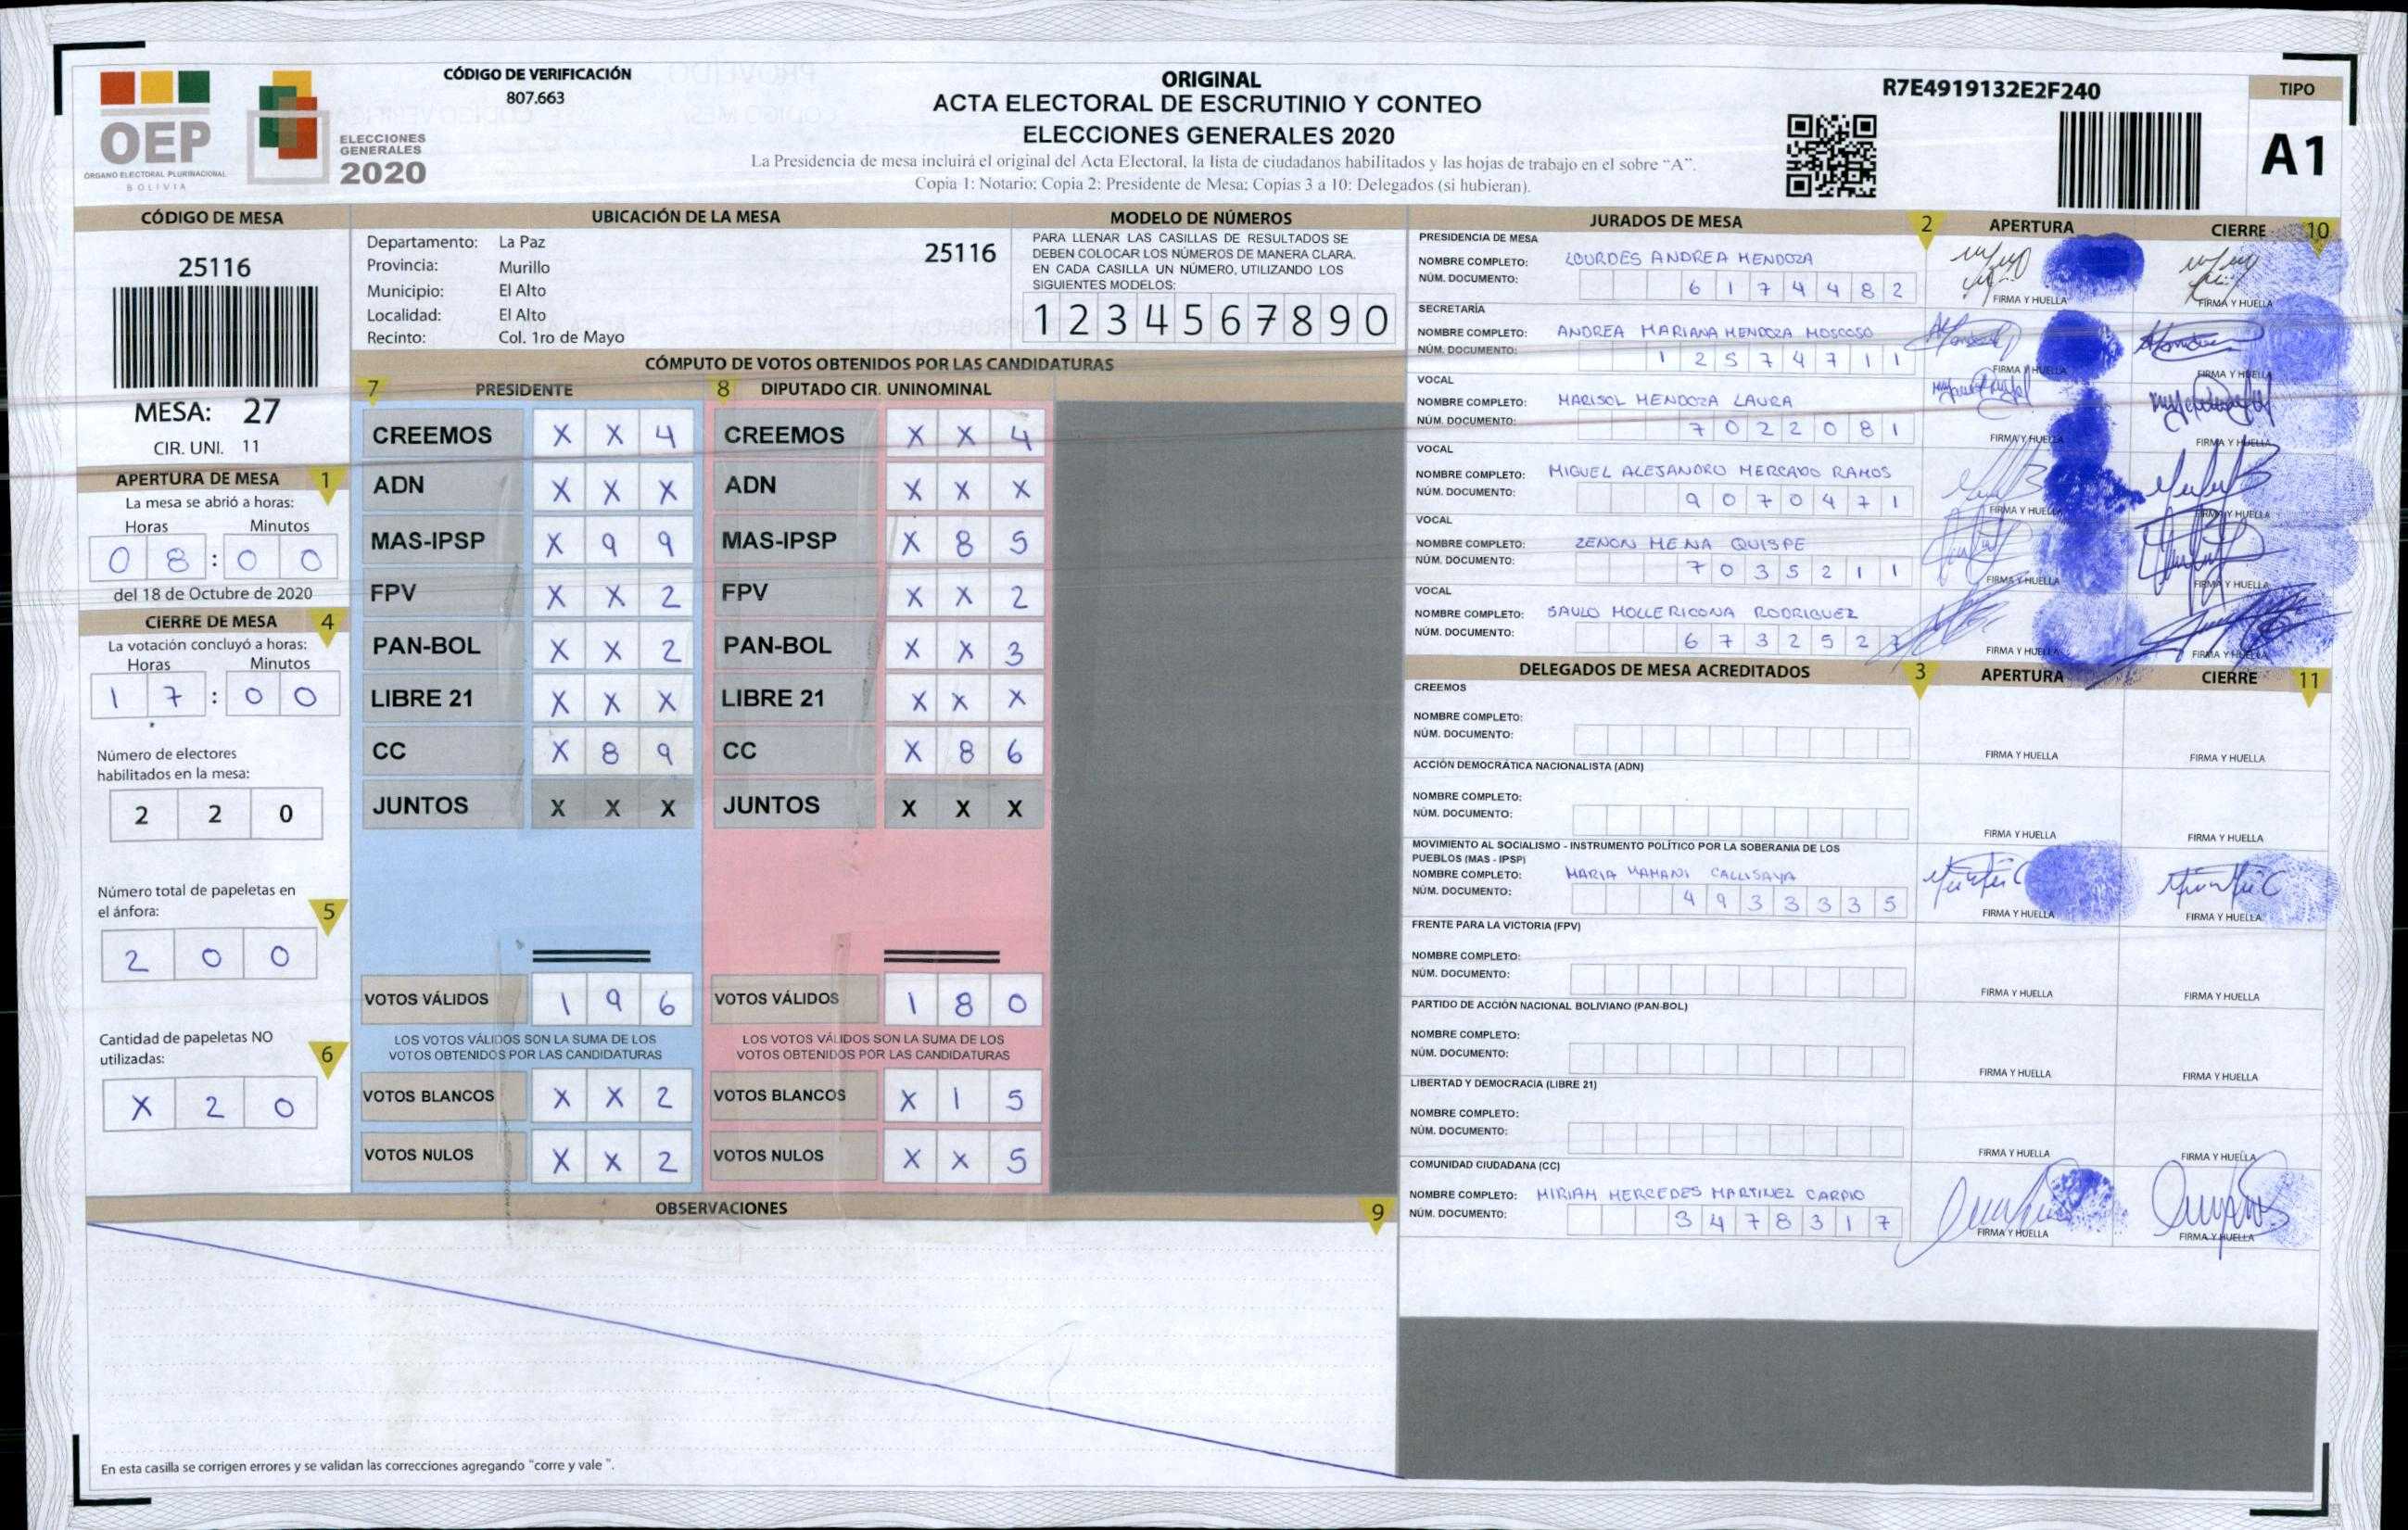 OEP
ÓRGANO ELECTORAL PLURINACIONAL
BOLIVIA
ELECCIONES
GENERALES
2020
CÓDIGO DE VERIFICACIÓN
807.663
ORIGINAL
ACTA ELECTORAL DE ESCRUTINIO Y CONTEO
ELECCIONES GENERALES 2020
La Presidencia de mesa incluirá el original del Acta Electoral, la lista de ciudadanos habilitados y las hojas de trabajo en el sobre “A”.
Copia 1: Notario; Copia 2: Presidente de Mesa; Copias 3 a 10: Delegados (si hubieran).
R7E4919132E2F240
TIPO
A1
CÓDIGO DE MESA
25116
MESA: 27
CIR. UNI. 11
APERTURA DE MESA 1
La mesa se abrió a horas:
Horas Minutos
0 8 : 0 0
del 18 de Octubre de 2020
CIERRE DE MESA 4
La votación concluyó a horas:
Horas Minutos
1 7 : 0 0
Número de electores
habilitados en la mesa:
2 2 0
Número total de papeletas en
el ánfora: 5
2 0 0
Cantidad de papeletas NO
utilizadas: 6
X 2 0
UBICACIÓN DE LA MESA
Departamento: La Paz 25116
Provincia: Murillo
Municipio: El Alto
Localidad: El Alto
Recinto: Col. 1ro de Mayo
MODELO DE NÚMEROS
PARA LLENAR LAS CASILLAS DE RESULTADOS SE
DEBEN COLOCAR LOS NÚMEROS DE MANERA CLARA.
EN CADA CASILLA UN NÚMERO, UTILIZANDO LOS
SIGUIENTES MODELOS:
1 2 3 4 5 6 7 8 9 0
CÓMPUTO DE VOTOS OBTENIDOS POR LAS CANDIDATURAS
7 PRESIDENTE 8 DIPUTADO CIR. UNINOMINAL
CREEMOS X X 4 CREEMOS X X 4
ADN X X X ADN X X X
MAS-IPSP X 9 9 MAS-IPSP X 8 5
FPV X X 2 FPV X X 2
PAN-BOL X X 2 PAN-BOL X X 3
LIBRE 21 X X X LIBRE 21 X X X
CC X 8 9 CC X 8 6
JUNTOS X X X JUNTOS X X X
VOTOS VÁLIDOS 1 9 6 VOTOS VÁLIDOS 1 8 0
LOS VOTOS VÁLIDOS SON LA SUMA DE LOS LOS VOTOS VÁLIDOS SON LA SUMA DE LOS
VOTOS OBTENIDOS POR LAS CANDIDATURAS VOTOS OBTENIDOS POR LAS CANDIDATURAS
VOTOS BLANCOS X X 2 VOTOS BLANCOS X 1 5
VOTOS NULOS X X 2 VOTOS NULOS X X 5
OBSERVACIONES 9
En esta casilla se corrigen errores y se validan las correcciones agregando “corre y vale ”.
JURADOS DE MESA 2 APERTURA CIERRE 10
PRESIDENCIA DE MESA
NOMBRE COMPLETO: LOURDES ANDREA MENDOZA
NÚM. DOCUMENTO: 6 1 7 4 4 8 2
FIRMA Y HUELLA FIRMA Y HUELLA
SECRETARÍA
NOMBRE COMPLETO: ANDREA MARIANA MENDOZA MOSCOSO
NÚM. DOCUMENTO: 1 2 5 7 4 7 1 1
FIRMA Y HUELLA FIRMA Y HUELLA
VOCAL
NOMBRE COMPLETO: MARISOL MENDOZA LAURA
NÚM. DOCUMENTO: 7 0 2 2 0 8 1
FIRMA Y HUELLA FIRMA Y HUELLA
VOCAL
NOMBRE COMPLETO: MIGUEL ALEJANDRO MERCADO RAMOS
NÚM. DOCUMENTO: 9 0 7 0 4 7 1
FIRMA Y HUELLA FIRMA Y HUELLA
VOCAL
NOMBRE COMPLETO: ZENON MENA QUISPE
NÚM. DOCUMENTO: 7 0 3 5 2 1 1
FIRMA Y HUELLA FIRMA Y HUELLA
VOCAL
NOMBRE COMPLETO: SAULO MOLLERICONA RODRIGUEZ
NÚM. DOCUMENTO: 6 7 3 2 5 2
FIRMA Y HUELLA FIRMA Y HUELLA
DELEGADOS DE MESA ACREDITADOS 3 APERTURA CIERRE 11
CREEMOS
NOMBRE COMPLETO:
NÚM. DOCUMENTO:
FIRMA Y HUELLA FIRMA Y HUELLA
ACCIÓN DEMOCRÁTICA NACIONALISTA (ADN)
NOMBRE COMPLETO:
NÚM. DOCUMENTO:
FIRMA Y HUELLA FIRMA Y HUELLA
MOVIMIENTO AL SOCIALISMO - INSTRUMENTO POLÍTICO POR LA SOBERANIA DE LOS
PUEBLOS (MAS - IPSP)
NOMBRE COMPLETO: MARIA MAMANI CALLISAYA
NÚM. DOCUMENTO: 4 9 3 3 3 3 5
FIRMA Y HUELLA FIRMA Y HUELLA
FRENTE PARA LA VICTORIA (FPV)
NOMBRE COMPLETO:
NÚM. DOCUMENTO:
FIRMA Y HUELLA FIRMA Y HUELLA
PARTIDO DE ACCIÓN NACIONAL BOLIVIANO (PAN-BOL)
NOMBRE COMPLETO:
NÚM. DOCUMENTO:
FIRMA Y HUELLA FIRMA Y HUELLA
LIBERTAD Y DEMOCRACIA (LIBRE 21)
NOMBRE COMPLETO:
NÚM. DOCUMENTO:
FIRMA Y HUELLA FIRMA Y HUELLA
COMUNIDAD CIUDADANA (CC)
NOMBRE COMPLETO: MIRIAM MERCEDES MARTINEZ CARPIO
NÚM. DOCUMENTO: 3 4 7 8 3 1 7
FIRMA Y HUELLA FIRMA Y HUELLA